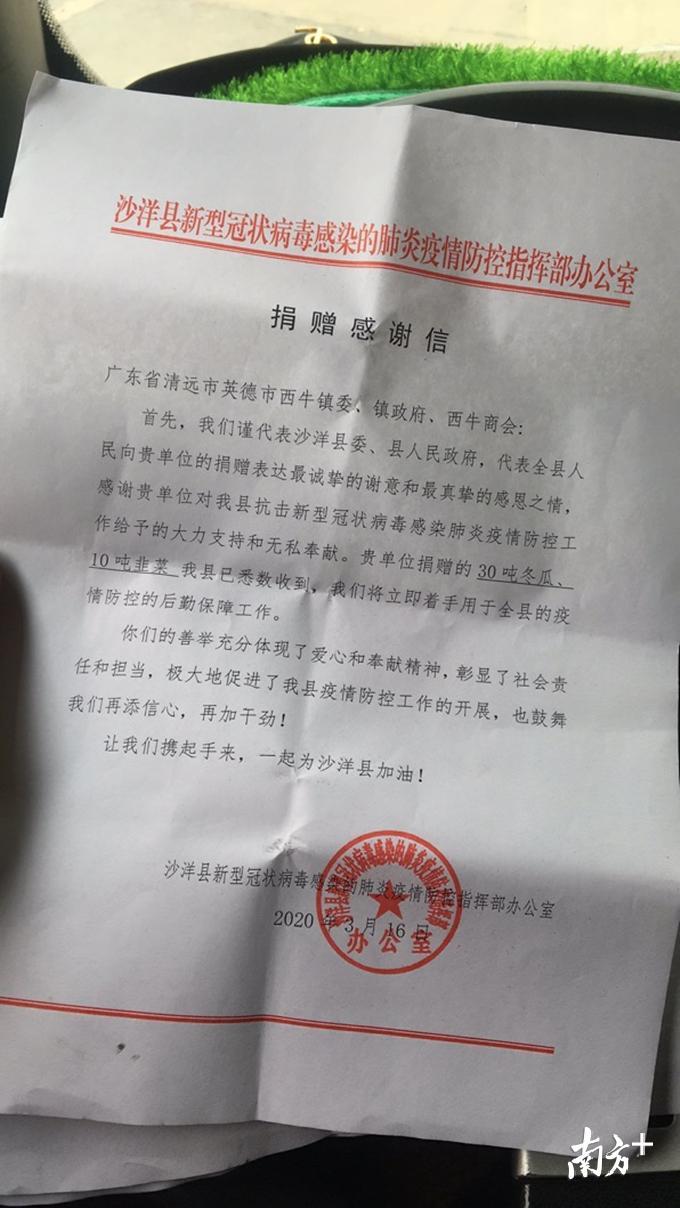 沙洋县新型冠状病毒感染的肺炎疫情防控指挥部办公室
捐赠感谢信
广东省清远市英德市西牛镇委、镇政府、西牛商会:
首先，我们谨代表沙洋县委、县人民政府，代表全县人
民向贵单位的捐赠表达最诚挚的谢意和最真挚的感恩之情，
感谢贵单位对我县抗击新型冠状病毒感染肺炎疫情防控工
作给予的大力支持和无私奉献。贵单位捐赠的 30吨冬瓜、
10吨韭菜 我县已悉数收到，我们将立即着手用于全县的疫
情防控的后勤保障工作。
你们的善举充分体现了爱心和奉献精神，彰显了社会责
任和担当，极大地促进了我县疫情防控工作的开展，也鼓舞
我们再添信心，再加干劲！
让我们携起手来，一起为沙洋县加油！
沙洋县新型冠状病毒感染的肺炎疫情防控指挥部办公室
2020年3月16日
办公室
南方+